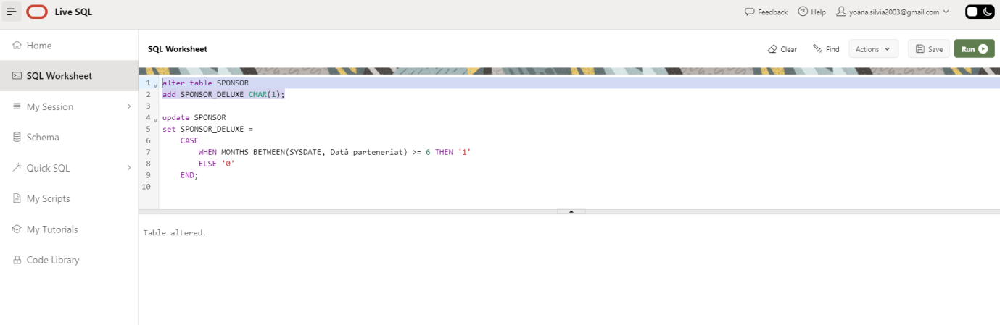 Live SQL
Feedback
Help
yoana.silvia2003@gmail.com
Home
SQL Worksheet
My Session
Schema
Quick SQL
My Scripts
My Tutorials
Code Library
SQL Worksheet
Clear
Find
Actions
Save
Run
1 alter table SPONSOR
2 add SPONSOR_DELUXE CHAR(1);
3
4 update SPONSOR
5 set SPONSOR_DELUXE =
6 CASE
7 WHEN MONTHS_BETWEEN(SYSDATE, Dată_parteneriat) >= 6 THEN '1'
8 ELSE '0'
9 END;
10
Table altered.